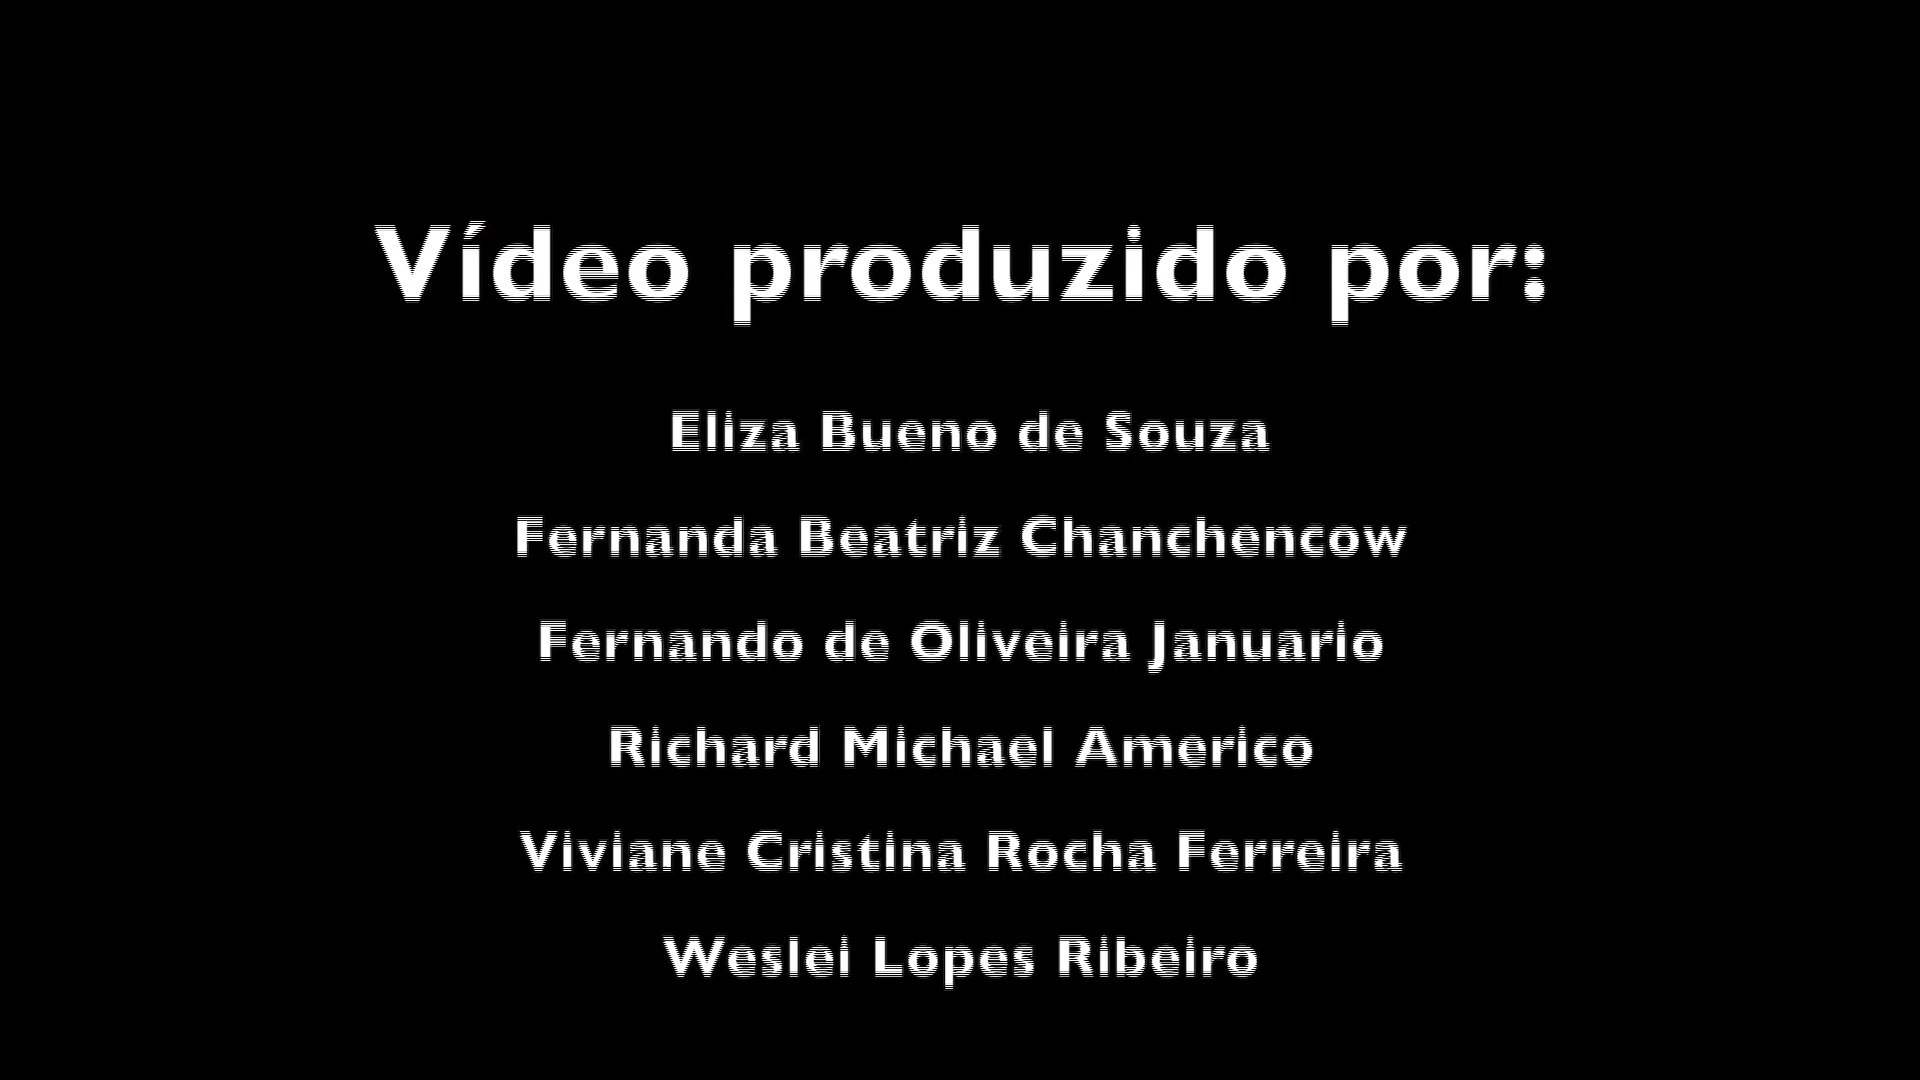 Vídeo produzido por:
Eliza Bueno de Souza
Fernanda Beatriz Chanchencow
Fernando de Oliveira Januario
Richard Michael Americo
Viviane Cristina Rocha Ferreira
Weslei Lopes Ribeiro